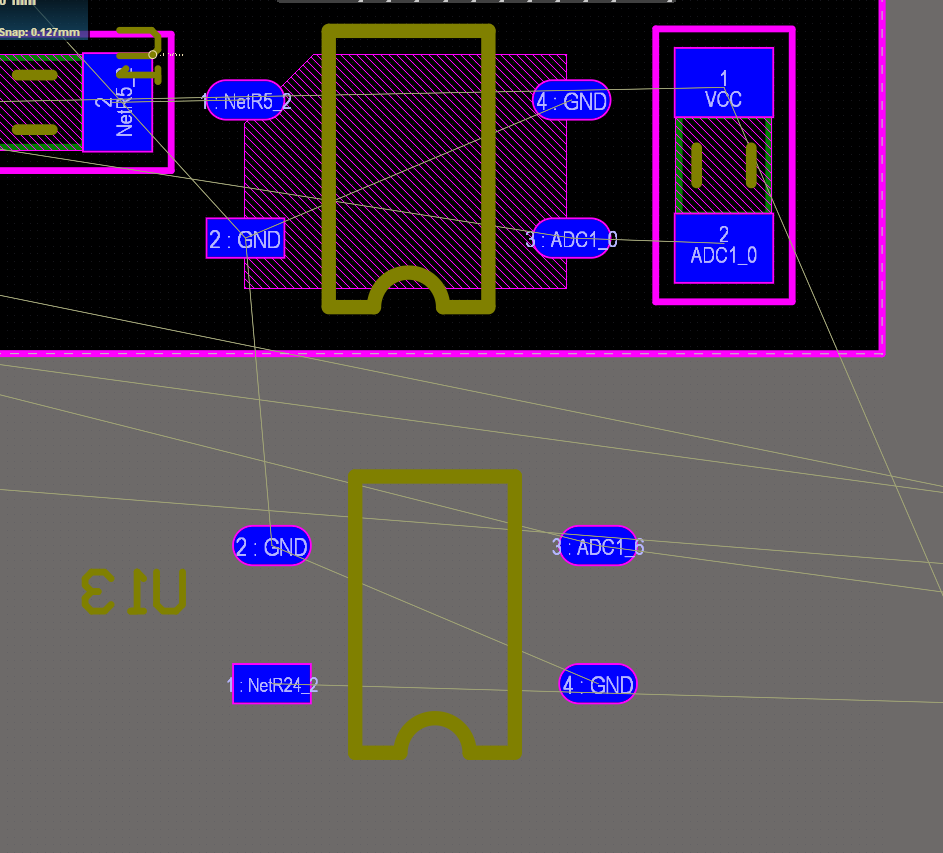 0 mm
Snap: 0.127mm
2
NetR5_2
1 : NetR5_2
4 : GND
1
VCC
2 : GND
3 : ADC1_0
2
ADC1_0
2 : GND
3 : ADC1_6
U13
1 : NetR24_2
4 : GND